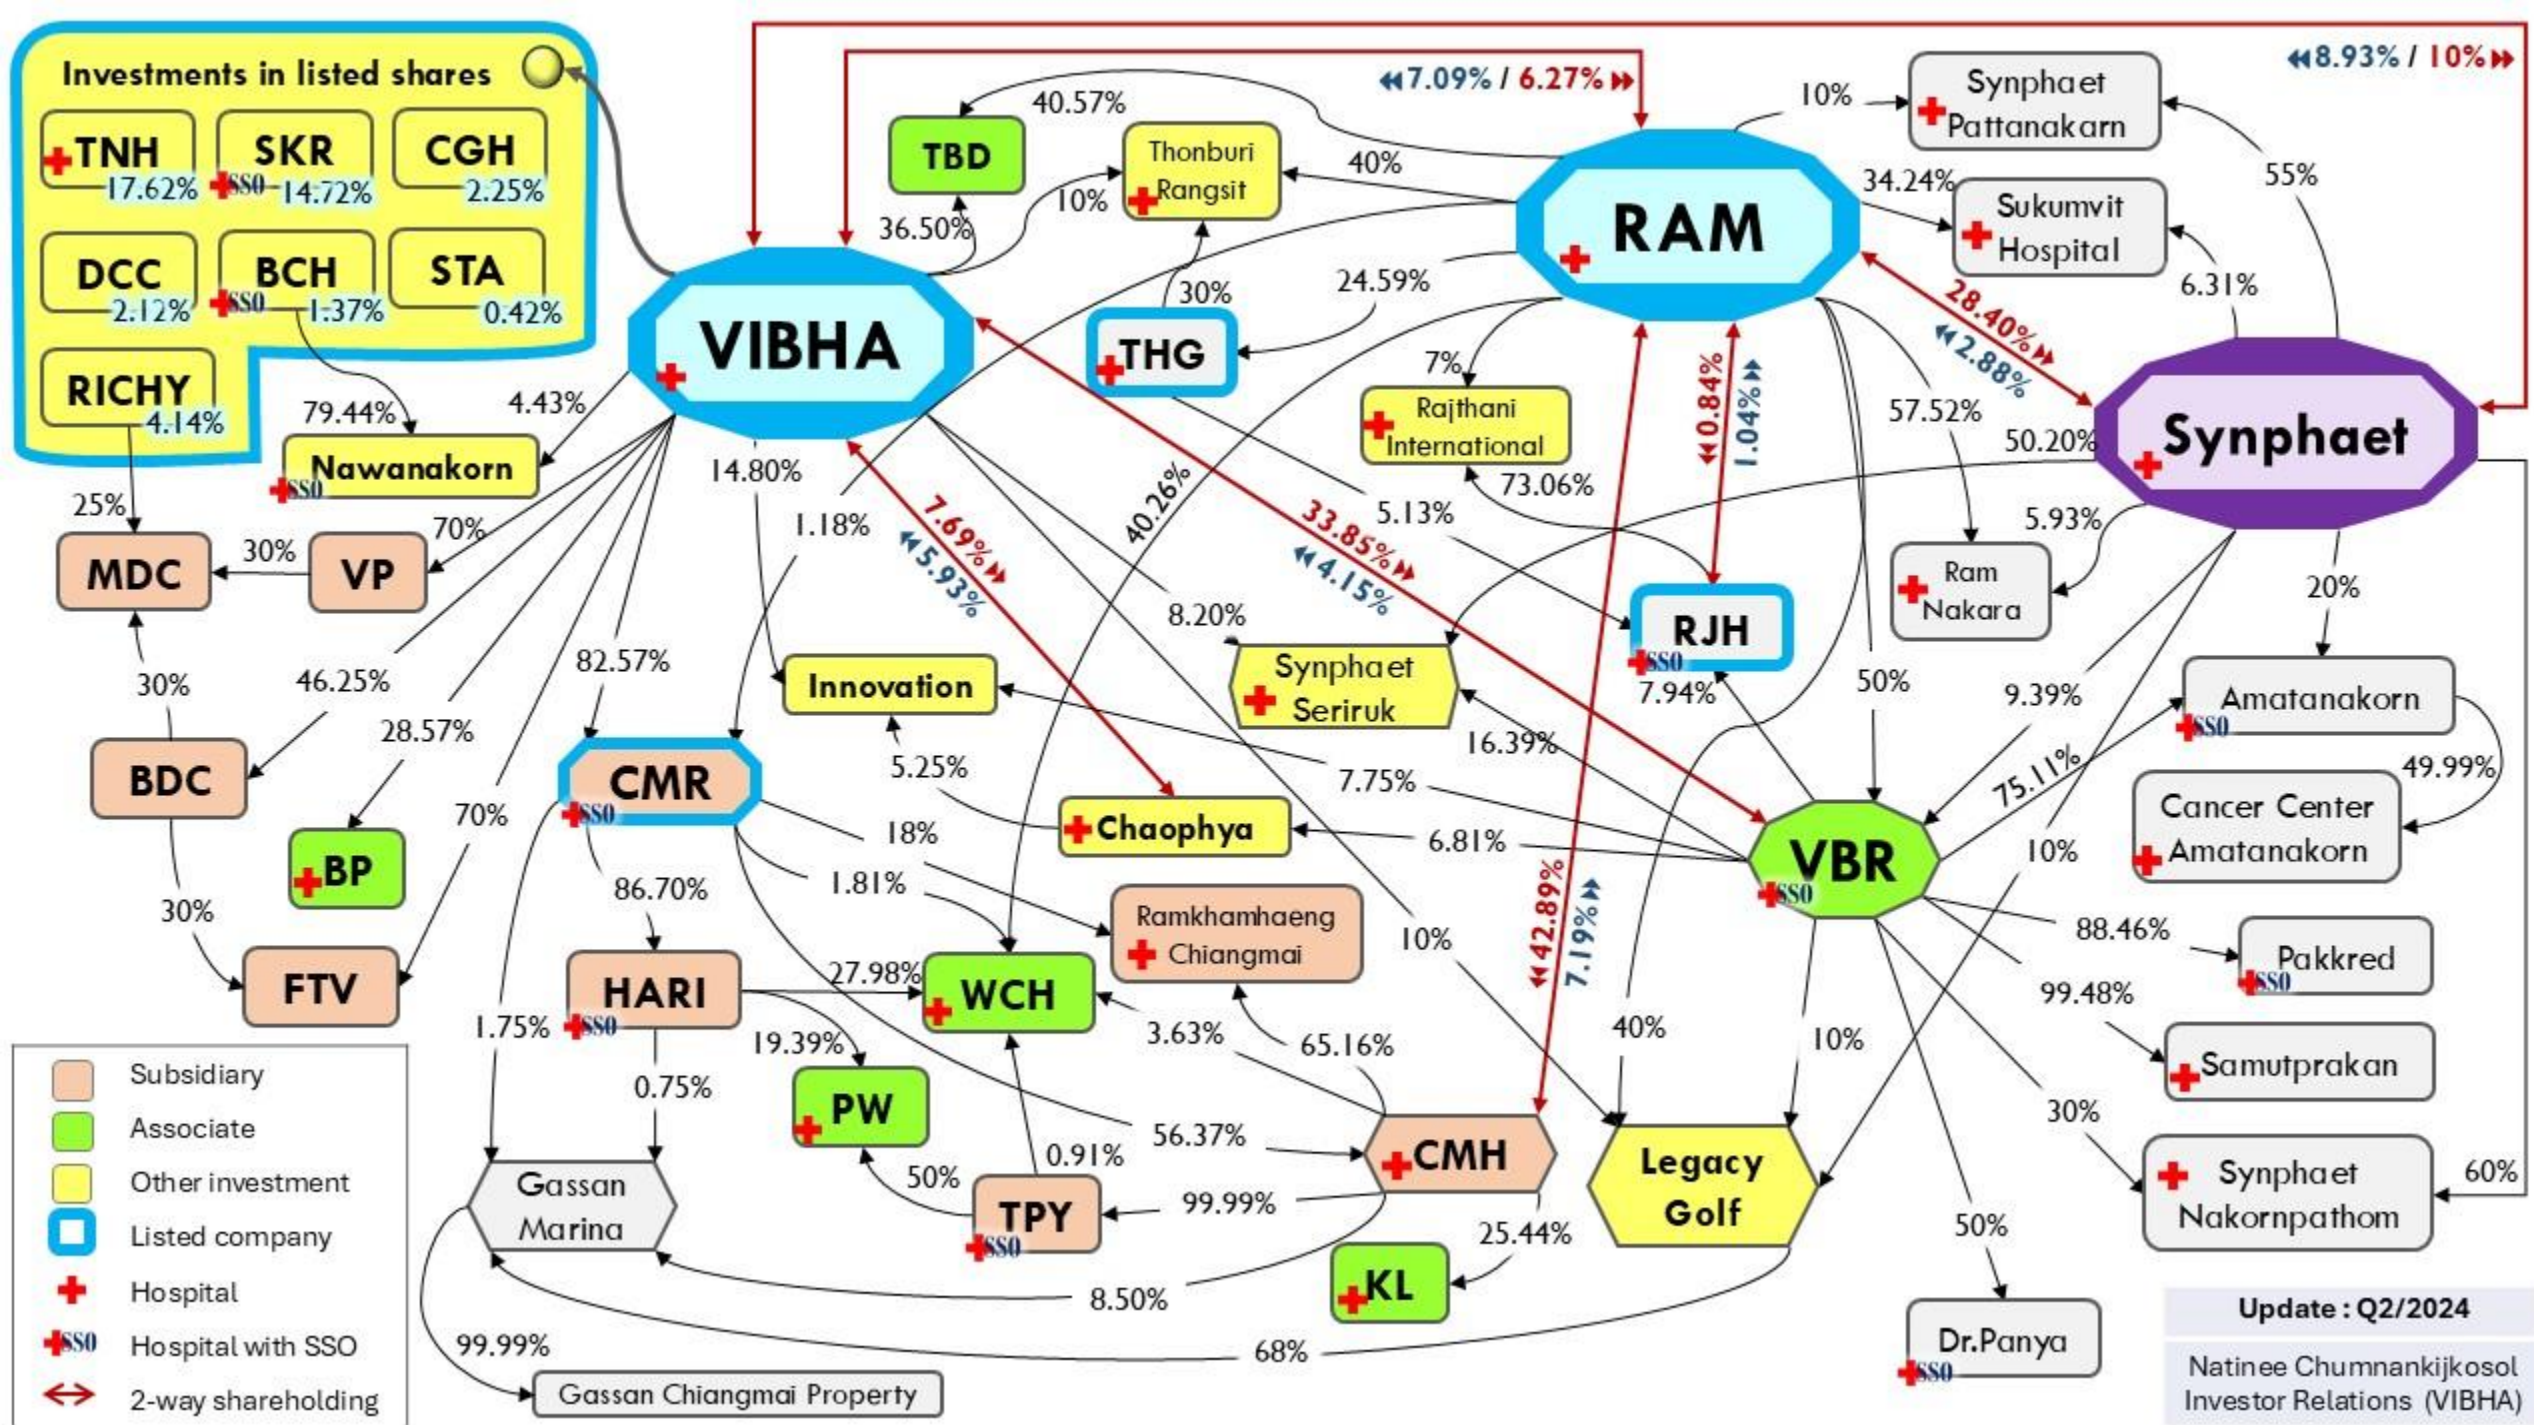 Investments in listed shares
TNH
17.62%
SKR
SSO
14.72%
CGH
2.25%
DCC
2.12%
BCH
SSO
1.37%
STA
0.42%
RICHY
4.14%
◀◀7.09% / 6.27%▶▶
◀◀8.93% / 10%▶▶
40.57%
TBD
36.50%
10%
Thonburi
Rangsit
40%
30%
THG
24.59%
VIBHA
RAM
10%
Synphaet
Pattanakarn
55%
34.24%
Sukumvit
Hospital
6.31%
28.40%▶▶
◀◀2.88%
Synphaet
7%
Rajthani
International
73.06%
◀◀0.84%
1.04%▶▶
57.52%
50.20%
5.93%
Ram
Nakara
20%
79.44%
4.43%
Nawanakorn
SSO
25%
MDC
30%
VP
70%
14.80%
1.18%
7.69%▶▶
◀◀5.93%
40.26%
5.13%
33.85%▶▶
◀◀4.15%
8.20%
RJH
SSO
7.94%
50%
30%
46.25%
82.57%
28.57%
BDC
Innovation
Synphaet
Seriruk
16.39%
9.39%
Amatanakorn
SSO
75.11%
49.99%
Cancer Center
Amatanakorn
CMR
SSO
5.25%
7.75%
70%
Chaophya
6.81%
VBR
SSO
10%
BP
30%
18%
1.81%
86.70%
Ramkhamhaeng
Chiangmai
10%
◀◀42.89%
7.19%▶▶
88.46%
Pakkred
SSO
FTV
HARI
SSO
27.98%
WCH
99.48%
1.75%
19.39%
3.63%
65.16%
40%
10%
Samutprakan
0.75%
PW
56.37%
0.91%
CMH
30%
50%
TPY
SSO
99.99%
25.44%
Legacy
Golf
Synphaet
Nakornpathom
60%
Gassan
Marina
KL
8.50%
50%
68%
Dr.Panya
SSO
99.99%
Gassan Chiangmai Property
Subsidiary
Associate
Other investment
Listed company
Hospital
SSO Hospital with SSO
2-way shareholding
Update : Q2/2024
Natinee Chumnankijkosol
Investor Relations (VIBHA)